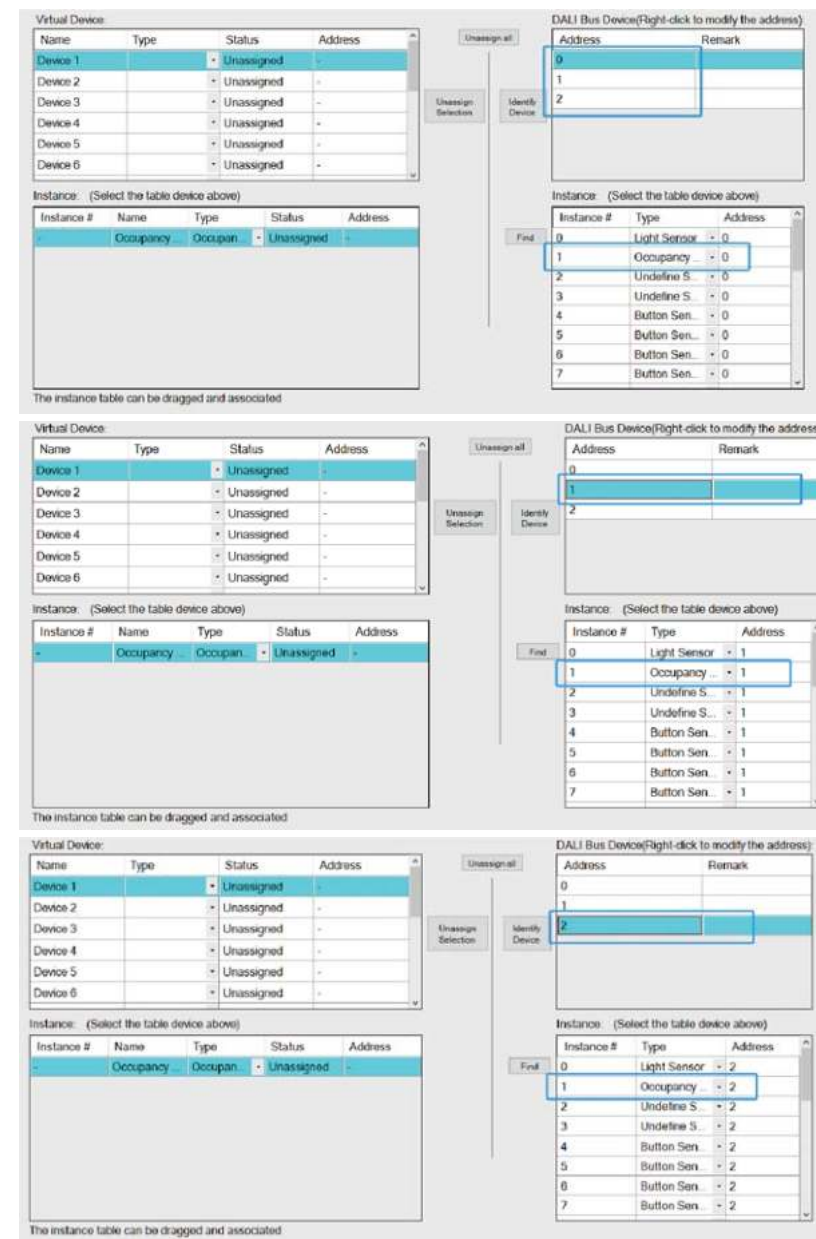 Virtual Device:
DALI Bus Device(Right-click to modify the address)
Name Type Status Address
Unassign all
Address Remark
Device 1 Unassigned -
0
Device 2 Unassigned -
1
Device 3 Unassigned -
Unassign Selection
Identify Device
2
Device 4 Unassigned -
Device 5 Unassigned -
Device 6 Unassigned -
Instance: (Select the table device above)
Instance: (Select the table device above)
Instance # Name Type Status Address
Instance # Type Address
- Occupancy ... Occupan... Unassigned -
Find
0 Light Sensor 0
1 Occupancy ... 0
2 Undefine S... 0
3 Undefine S... 0
4 Button Sen... 0
5 Button Sen... 0
6 Button Sen... 0
7 Button Sen... 0
The instance table can be dragged and associated
Virtual Device:
DALI Bus Device(Right-click to modify the address
Name Type Status Address
Unassign all
Address Remark
Device 1 Unassigned -
0
Device 2 Unassigned -
1
Device 3 Unassigned -
Unassign Selection
Identify Device
2
Device 4 Unassigned -
Device 5 Unassigned -
Device 6 Unassigned -
Instance: (Select the table device above)
Instance: (Select the table device above)
Instance # Name Type Status Address
Instance # Type Address
- Occupancy ... Occupan... Unassigned -
Find
0 Light Sensor 1
1 Occupancy ... 1
2 Undefine S... 1
3 Undefine S... 1
4 Button Sen... 1
5 Button Sen... 1
6 Button Sen... 1
7 Button Sen... 1
The instance table can be dragged and associated
Virtual Device:
DALI Bus Device(Right-click to modify the address):
Name Type Status Address
Unassign all
Address Remark
Device 1 Unassigned -
0
Device 2 Unassigned -
1
Device 3 Unassigned -
Unassign Selection
Identify Device
2
Device 4 Unassigned -
Device 5 Unassigned -
Device 6 Unassigned -
Instance: (Select the table device above)
Instance: (Select the table device above)
Instance # Name Type Status Address
Instance # Type Address
- Occupancy ... Occupan... Unassigned -
Find
0 Light Sensor 2
1 Occupancy ... 2
2 Undefine S... 2
3 Undefine S... 2
4 Button Sen... 2
5 Button Sen... 2
6 Button Sen... 2
7 Button Sen... 2
The instance table can be dragged and associated